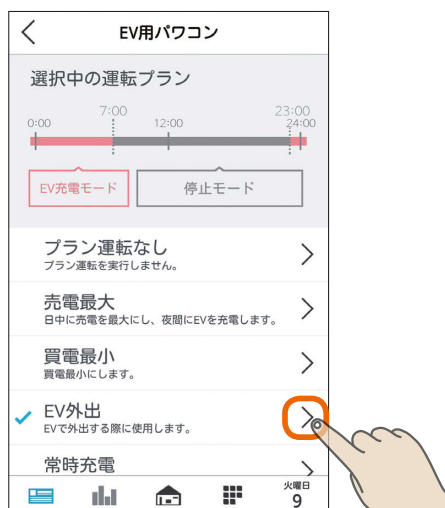 EV用パワコン
選択中の運転プラン
7:00 23:00
0:00 12:00 24:00
EV充電モード 停止モード
プラン運転なし
プラン運転を実行しません。
売電最大
日中に売電を最大にし、夜間にEVを充電します。
買電最小
買電最小にします。
EV外出
EVで外出する際に使用します。
常時充電
火曜日
9